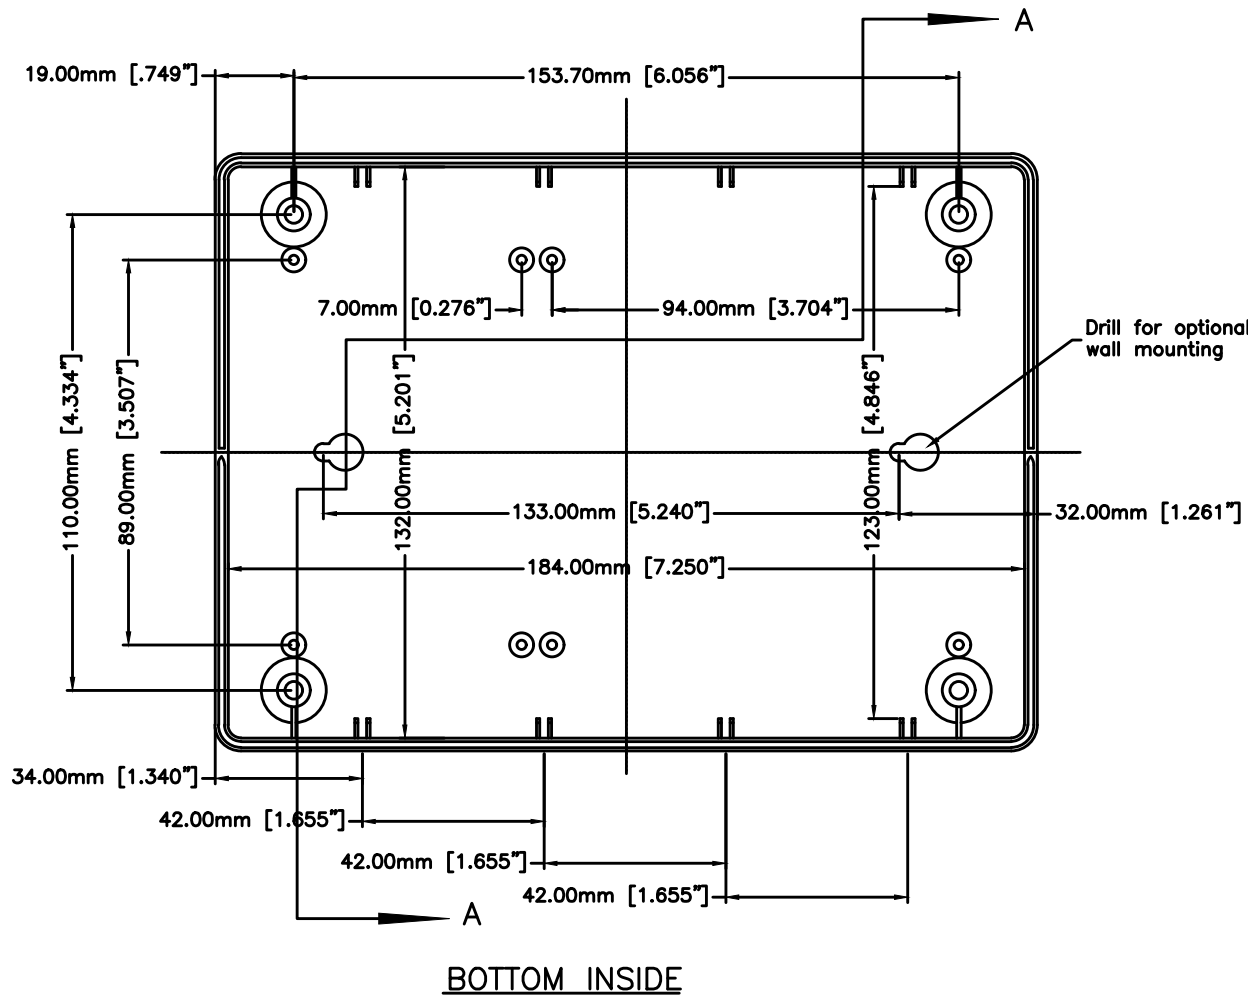 A
19.00mm [.749"]
153.70mm [6.056"]
7.00mm [0.276"]
94.00mm [3.704"]
Drill for optional
wall mounting
110.00mm [4.334"]
89.00mm [3.507"]
132.00mm [5.201"]
123.00mm [4.846"]
133.00mm [5.240"]
32.00mm [1.261"]
184.00mm [7.250"]
34.00mm [1.340"]
42.00mm [1.655"]
42.00mm [1.655"]
42.00mm [1.655"]
A
BOTTOM INSIDE